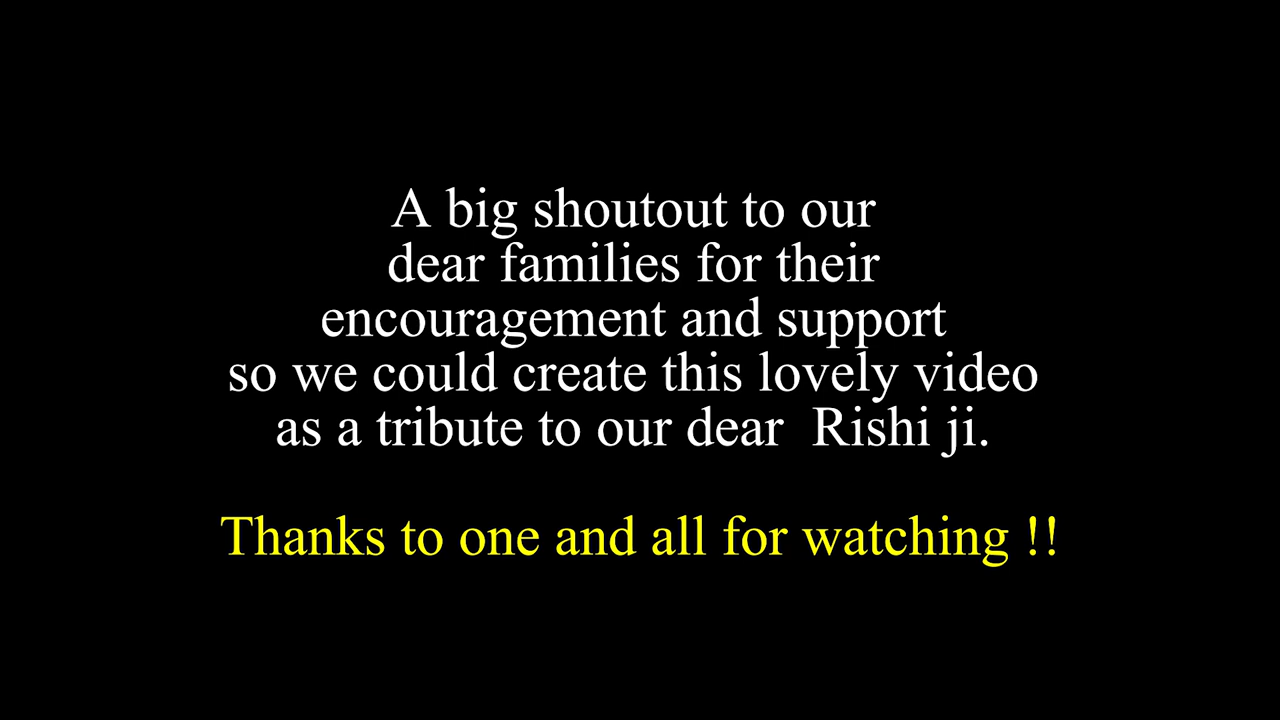 A big shoutout to our
dear families for their
encouragement and support
so we could create this lovely video
as a tribute to our dear  Rishi ji.
Thanks to one and all for watching !!